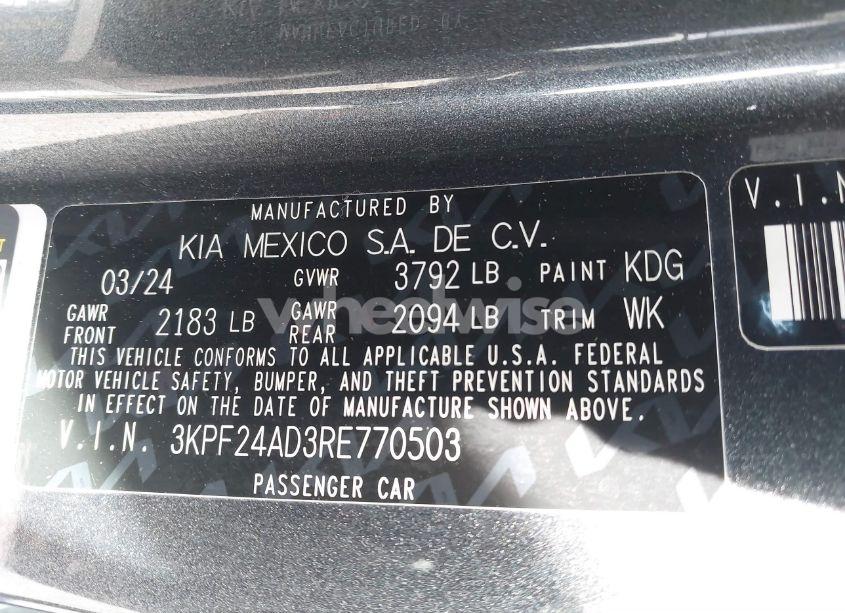 MANUFACTURED BY
KIA MEXICO S.A. DE C.V.
03/24 GVWR 3792 LB PAINT KDG
GAWR FRONT 2183 LB GAWR REAR 2094 LB TRIM WK
THIS VEHICLE CONFORMS TO ALL APPLICABLE U.S.A. FEDERAL
MOTOR VEHICLE SAFETY, BUMPER, AND THEFT PREVENTION STANDARDS
IN EFFECT ON THE DATE OF MANUFACTURE SHOWN ABOVE.
V.I.N. 3KPF24AD3RE770503
PASSENGER CAR
V.I.N